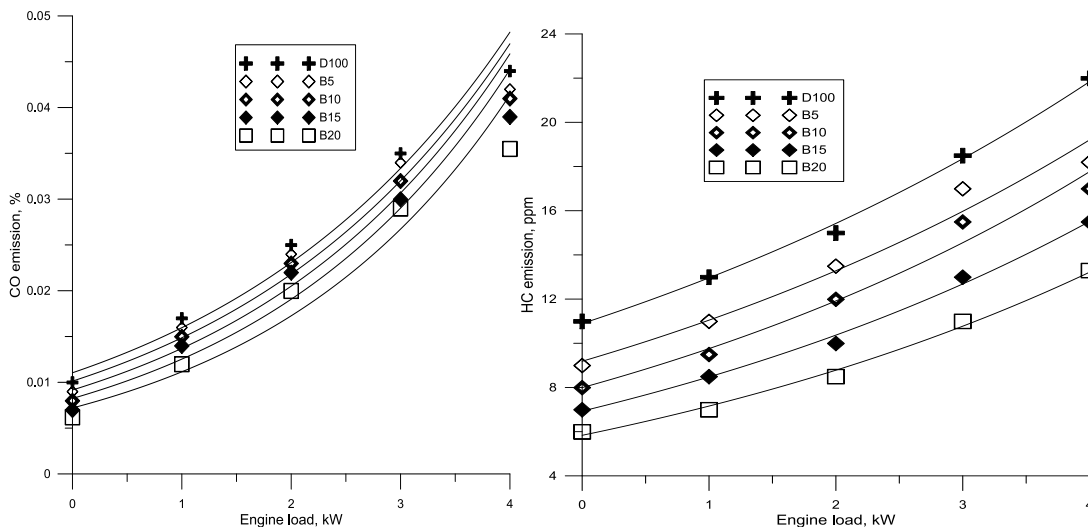 0.05
0.04
0.03
0.02
0.01
0
CO emission, %
D100
B5
B10
B15
B20
0 1 2 3 4
Engine load, kW
24
20
16
12
8
4
HC emission, ppm
D100
B5
B10
B15
B20
0 1 2 3 4
Engine load, kW